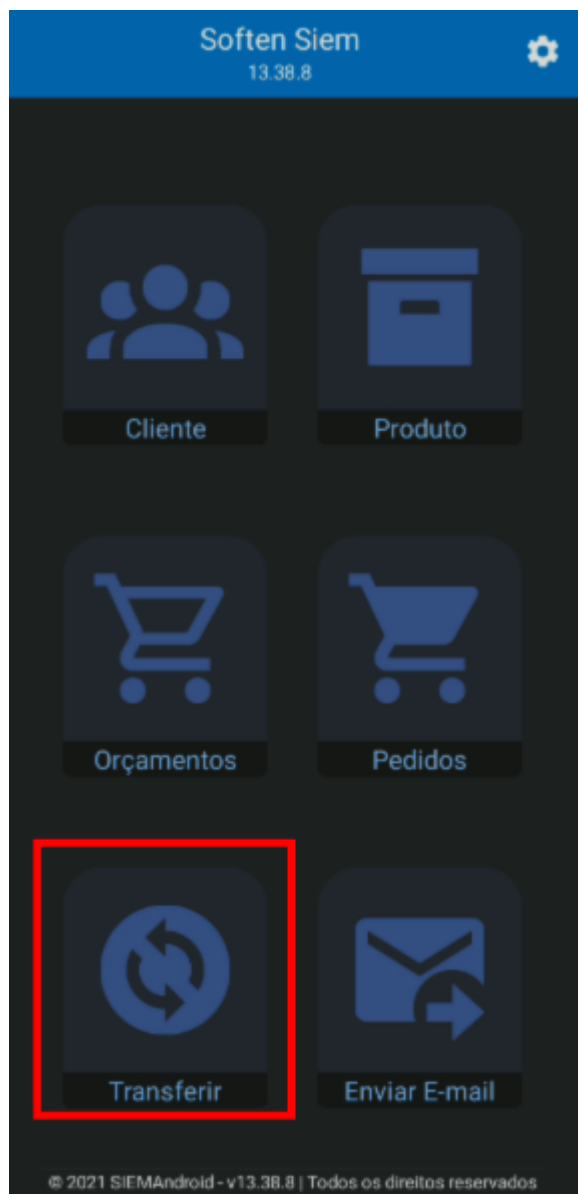 Soften Siem
13.38.8
Cliente
Produto
Orçamentos
Pedidos
Transferir
Enviar E-mail
© 2021 SIEMAndroid - v13.38.8 | Todos os direitos reservados